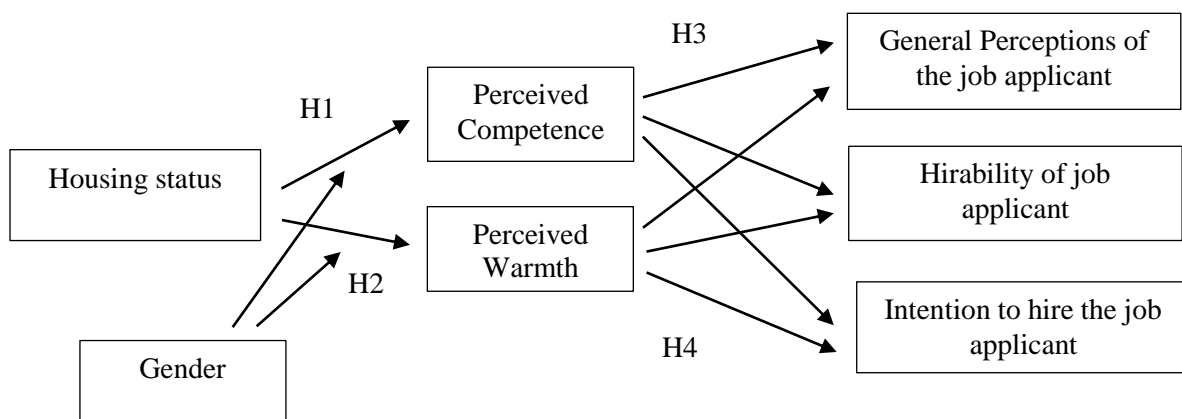 H3
General Perceptions of
the job applicant
H1
Perceived
Competence
Housing status
Hirability of job
applicant
Perceived
Warmth
H2
Intention to hire the job
applicant
H4
Gender